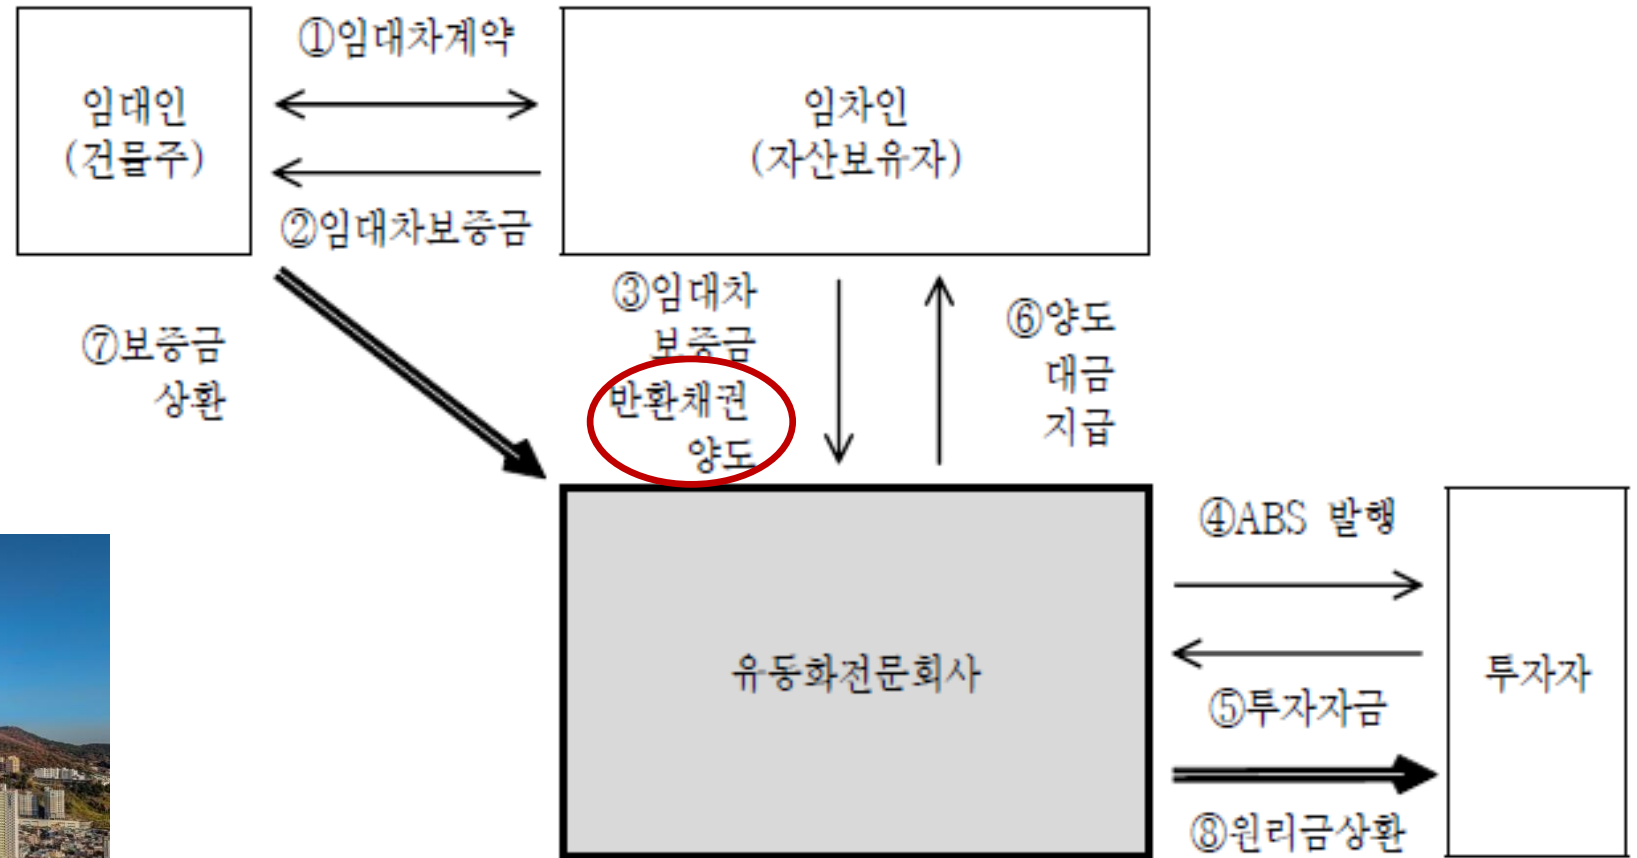 ①임대차계약
임대인
(건물주)
임차인
(자산보유자)
②임대차보증금
③임대차
보증금
반환채권
양도
⑥양도
대금
지급
⑦보증금
상환
④ABS 발행
유동화전문회사
투자자
⑤투자자금
⑧원리금상환